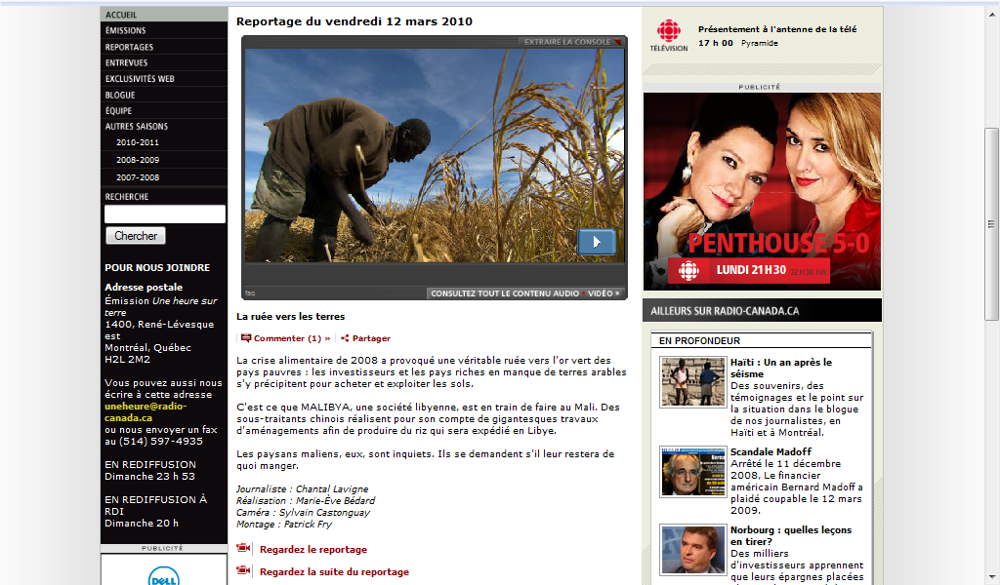 ACCUEIL
ÉMISSIONS
REPORTAGES
ENTREVUES
EXCLUSIVITÉS WEB
BLOGUE
ÉQUIPE
AUTRES SAISONS
2010-2011
2008-2009
2007-2008
RECHERCHE
Chercher
POUR NOUS JOINDRE
Adresse postale
Émission Une heure sur
terre
1400, René-Lévesque
est
Montréal, Québec
H2L 2M2
Vous pouvez aussi nous
écrire à cette adresse
uneheure@radio-
canada.ca
ou nous envoyer un fax
au (514) 597-4935
EN REDIFFUSION
Dimanche 23 h 53
EN REDIFFUSION À
RDI
Dimanche 20 h
PUBLICITÉ
DELL
Reportage du vendredi 12 mars 2010
EXTRAIRE LA CONSOLE
faq
CONSULTEZ TOUT LE CONTENU AUDIO • VIDÉO »
La ruée vers les terres
Commenter (1) »
Partager
La crise alimentaire de 2008 a provoqué une véritable ruée vers l'or vert des
pays pauvres : les investisseurs et les pays riches en manque de terres arables
s'y précipitent pour acheter et exploiter les sols.
C'est ce que MALIBYA, une société libyenne, est en train de faire au Mali. Des
sous-traitants chinois réalisent pour son compte de gigantesques travaux
d'aménagements afin de produire du riz qui sera expédié en Libye.
Les paysans maliens, eux, sont inquiets. Ils se demandent s'il leur restera de
quoi manger.
Journaliste : Chantal Lavigne
Réalisation : Marie-Ève Bédard
Caméra : Sylvain Castonguay
Montage : Patrick Fry
Regardez le reportage
Regardez la suite du reportage
TÉLÉVISION
Présentement à l'antenne de la télé
17 h 00 Pyramide
PUBLICITÉ
PENTHOUSE 5-0
LUNDI 21H30 22H30 HA
AILLEURS SUR RADIO-CANADA.CA
EN PROFONDEUR
Haïti : Un an après le
séisme
Des souvenirs, des
témoignages et le point sur
la situation dans le blogue
de nos journalistes, en
Haïti et à Montréal.
Scandale Madoff
Arrêté le 11 décembre
2008, Le financier
américain Bernard Madoff a
plaidé coupable le 12 mars
2009.
Norbourg : quelles leçons
en tirer?
Des milliers
d'investisseurs apprennent
que leurs épargnes placées